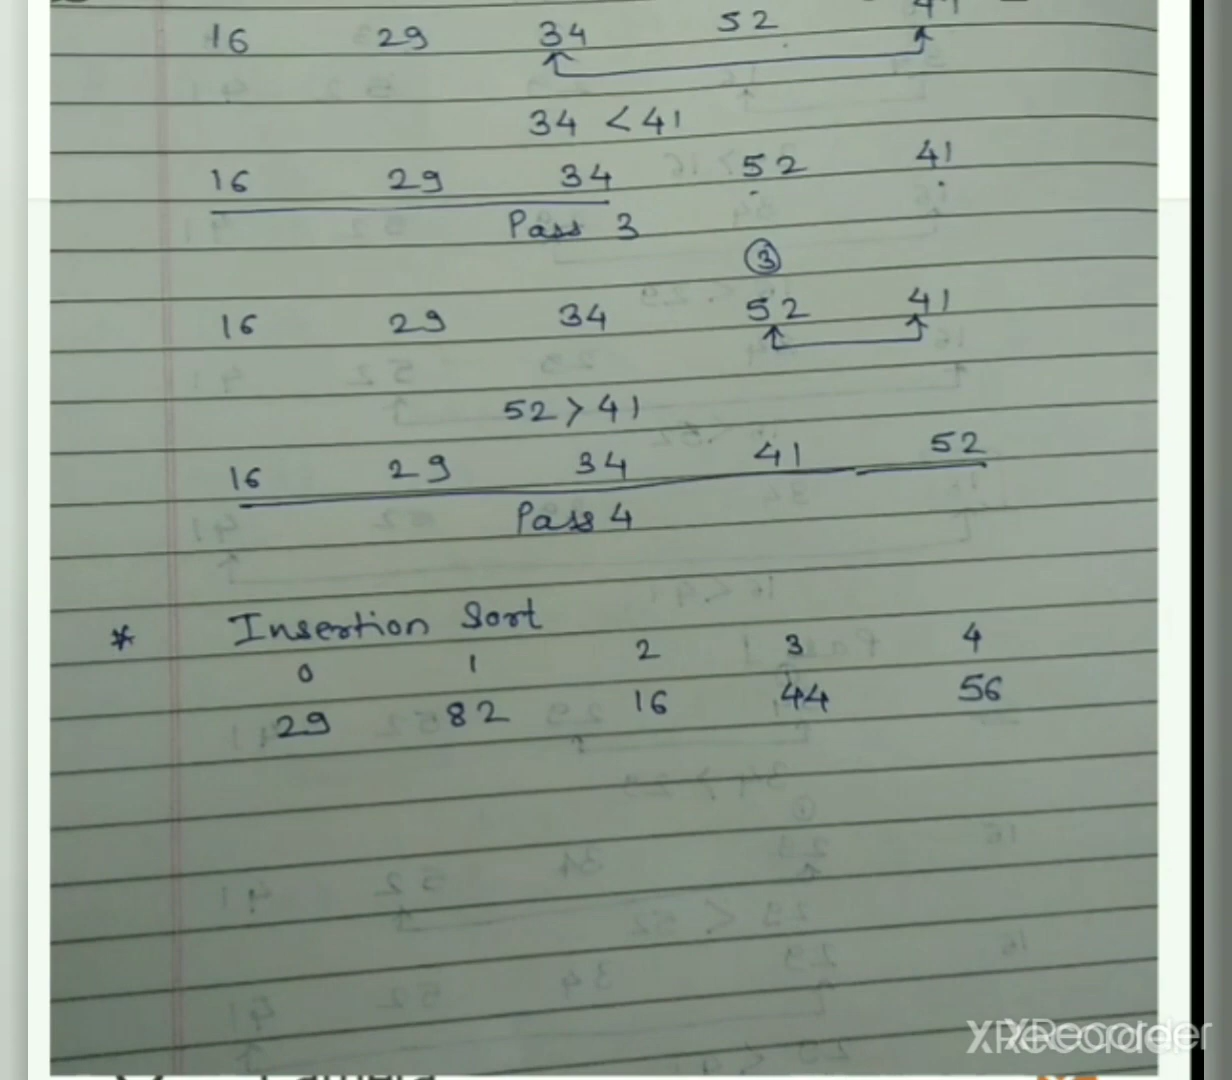 16 29 34 52 41
34 < 41
16 29 34 52 41
Pass 3
3
16 29 34 52 41
52 > 41
16 29 34 41 52
Pass 4
* Insertion Sort
0 1 2 3 4
29 82 16 44 56
XRecorder